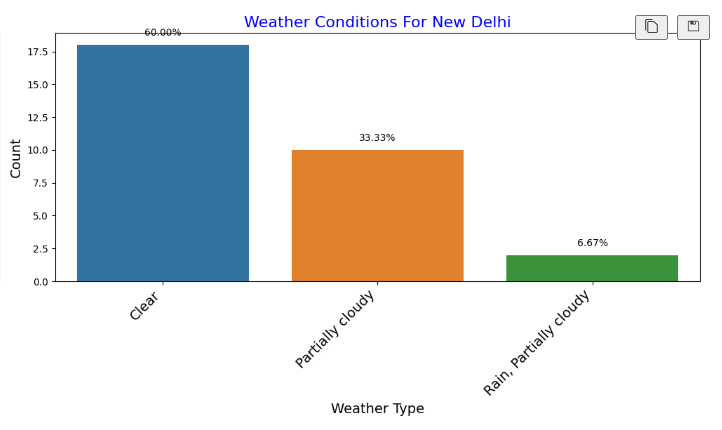 Weather Conditions For New Delhi
60.00%
33.33%
6.67%
17.5
15.0
12.5
10.0
7.5
5.0
2.5
0.0
Count
Clear
Partially cloudy
Rain, Partially cloudy
Weather Type